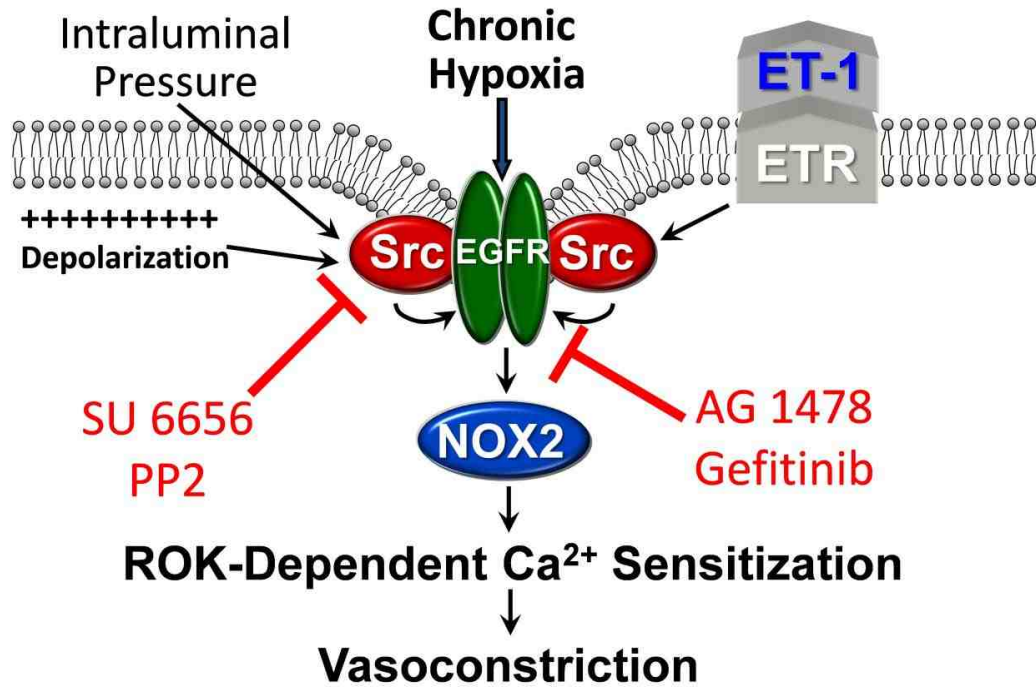 Intraluminal
Pressure
Chronic
Hypoxia
ET-1
ETR
++++++++++
Depolarization
Src
EGFR
Src
SU 6656
PP2
AG 1478
Gefitinib
NOX2
ROK-Dependent Ca²⁺ Sensitization
Vasoconstriction